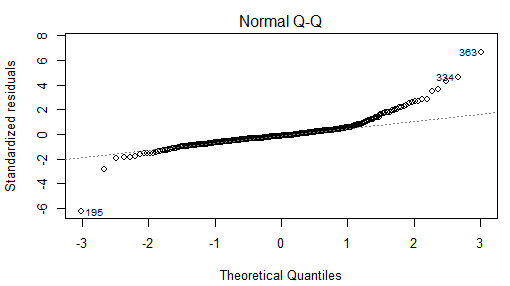 Normal Q-Q
Standardized residuals
8
6
4
2
0
-2
-4
-6
363
334
195
-3 -2 -1 0 1 2 3
Theoretical Quantiles